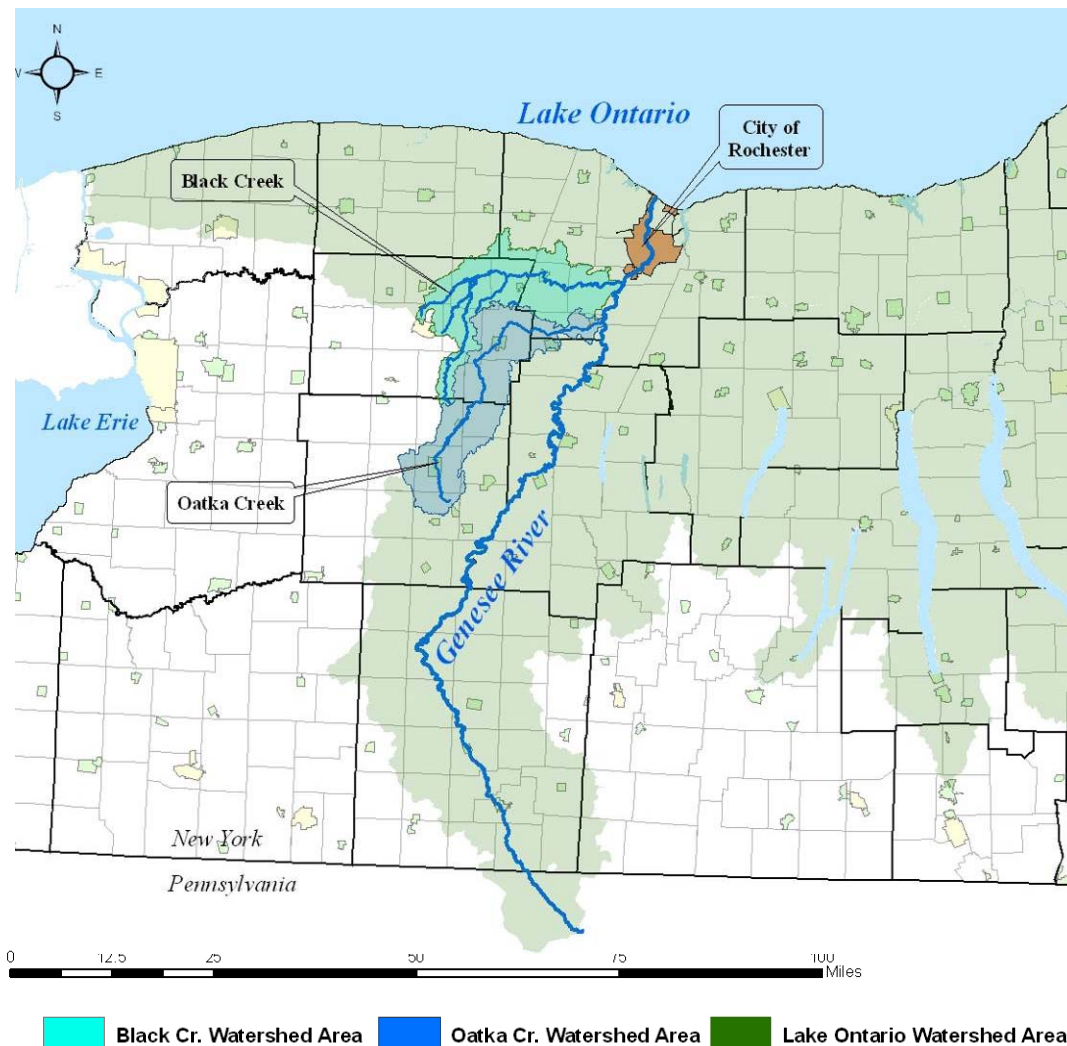 N
W E
S
Lake Ontario
City of
Rochester
Black Creek
Lake Erie
Oatka Creek
Genesee River
New York
Pennsylvania
0 12.5 25 50 75 100
Miles
Black Cr. Watershed Area Oatka Cr. Watershed Area Lake Ontario Watershed Area